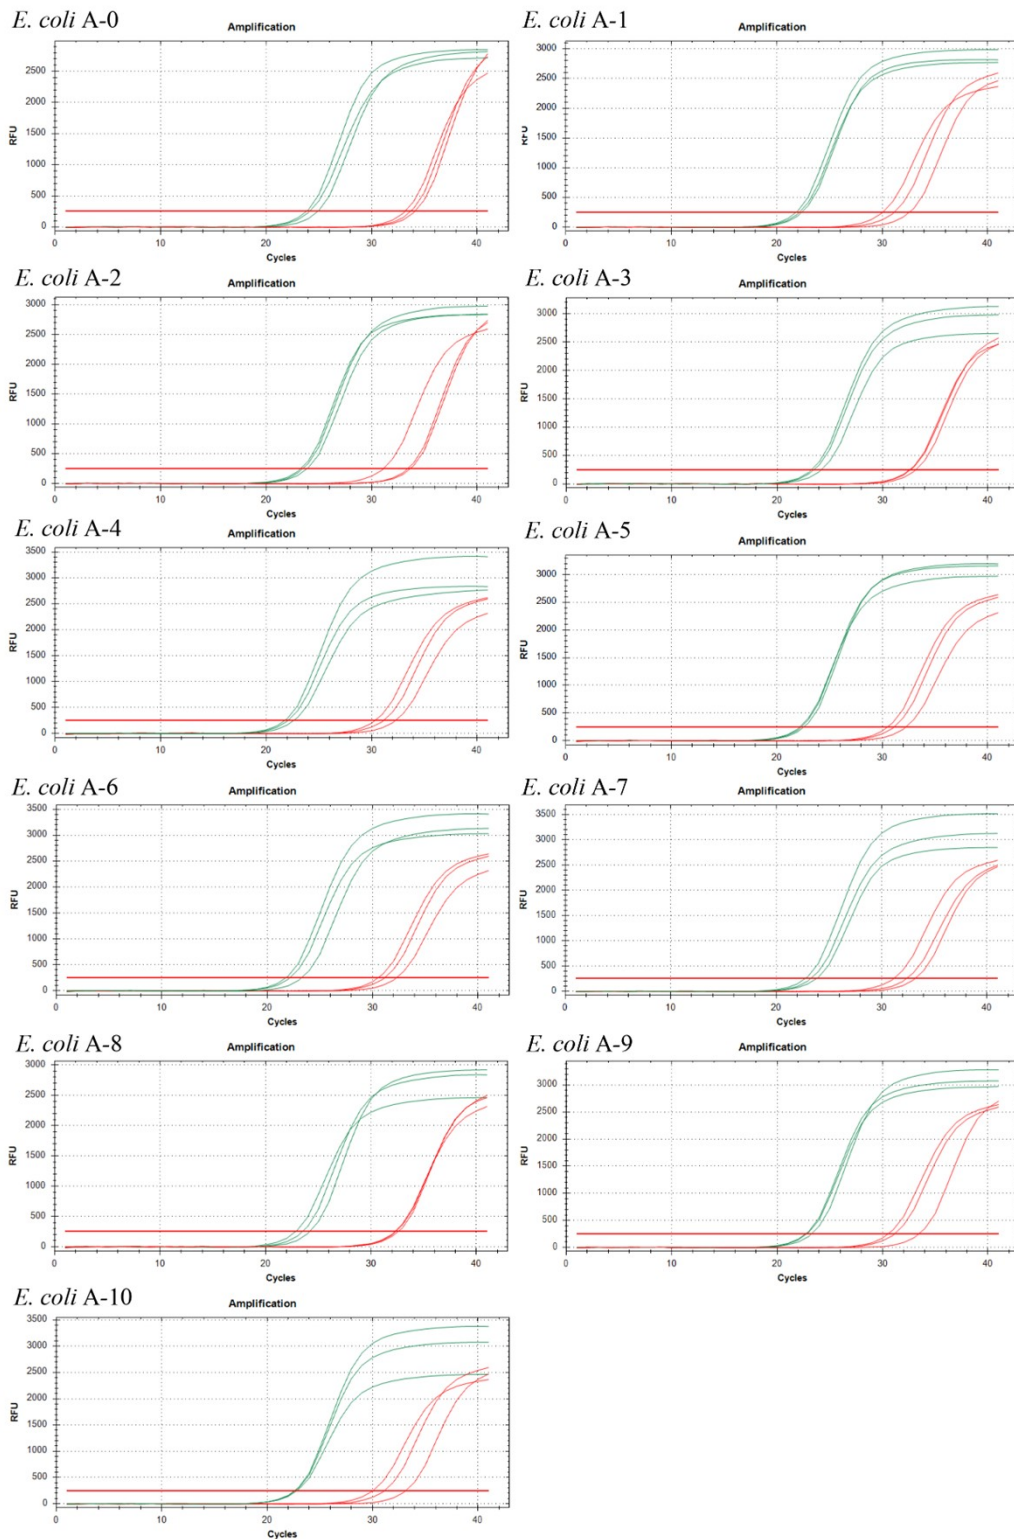 E. coli A-0
Amplification
RFU
2500
2000
1500
1000
500
0
0 10 20 30 40
Cycles
E. coli A-1
Amplification
RFU
3000
2500
2000
1500
1000
500
0
0 10 20 30 40
Cycles
E. coli A-2
Amplification
RFU
3000
2500
2000
1500
1000
500
0
0 10 20 30 40
Cycles
E. coli A-3
Amplification
RFU
3000
2500
2000
1500
1000
500
0
0 10 20 30 40
Cycles
E. coli A-4
Amplification
RFU
3500
3000
2500
2000
1500
1000
500
0
0 10 20 30 40
Cycles
E. coli A-5
Amplification
RFU
3000
2500
2000
1500
1000
500
0
0 10 20 30 40
Cycles
E. coli A-6
Amplification
RFU
3500
3000
2500
2000
1500
1000
500
0
0 10 20 30 40
Cycles
E. coli A-7
Amplification
RFU
3500
3000
2500
2000
1500
1000
500
0
0 10 20 30 40
Cycles
E. coli A-8
Amplification
RFU
3000
2500
2000
1500
1000
500
0
0 10 20 30 40
Cycles
E. coli A-9
Amplification
RFU
3000
2500
2000
1500
1000
500
0
0 10 20 30 40
Cycles
E. coli A-10
Amplification
RFU
3500
3000
2500
2000
1500
1000
500
0
0 10 20 30 40
Cycles